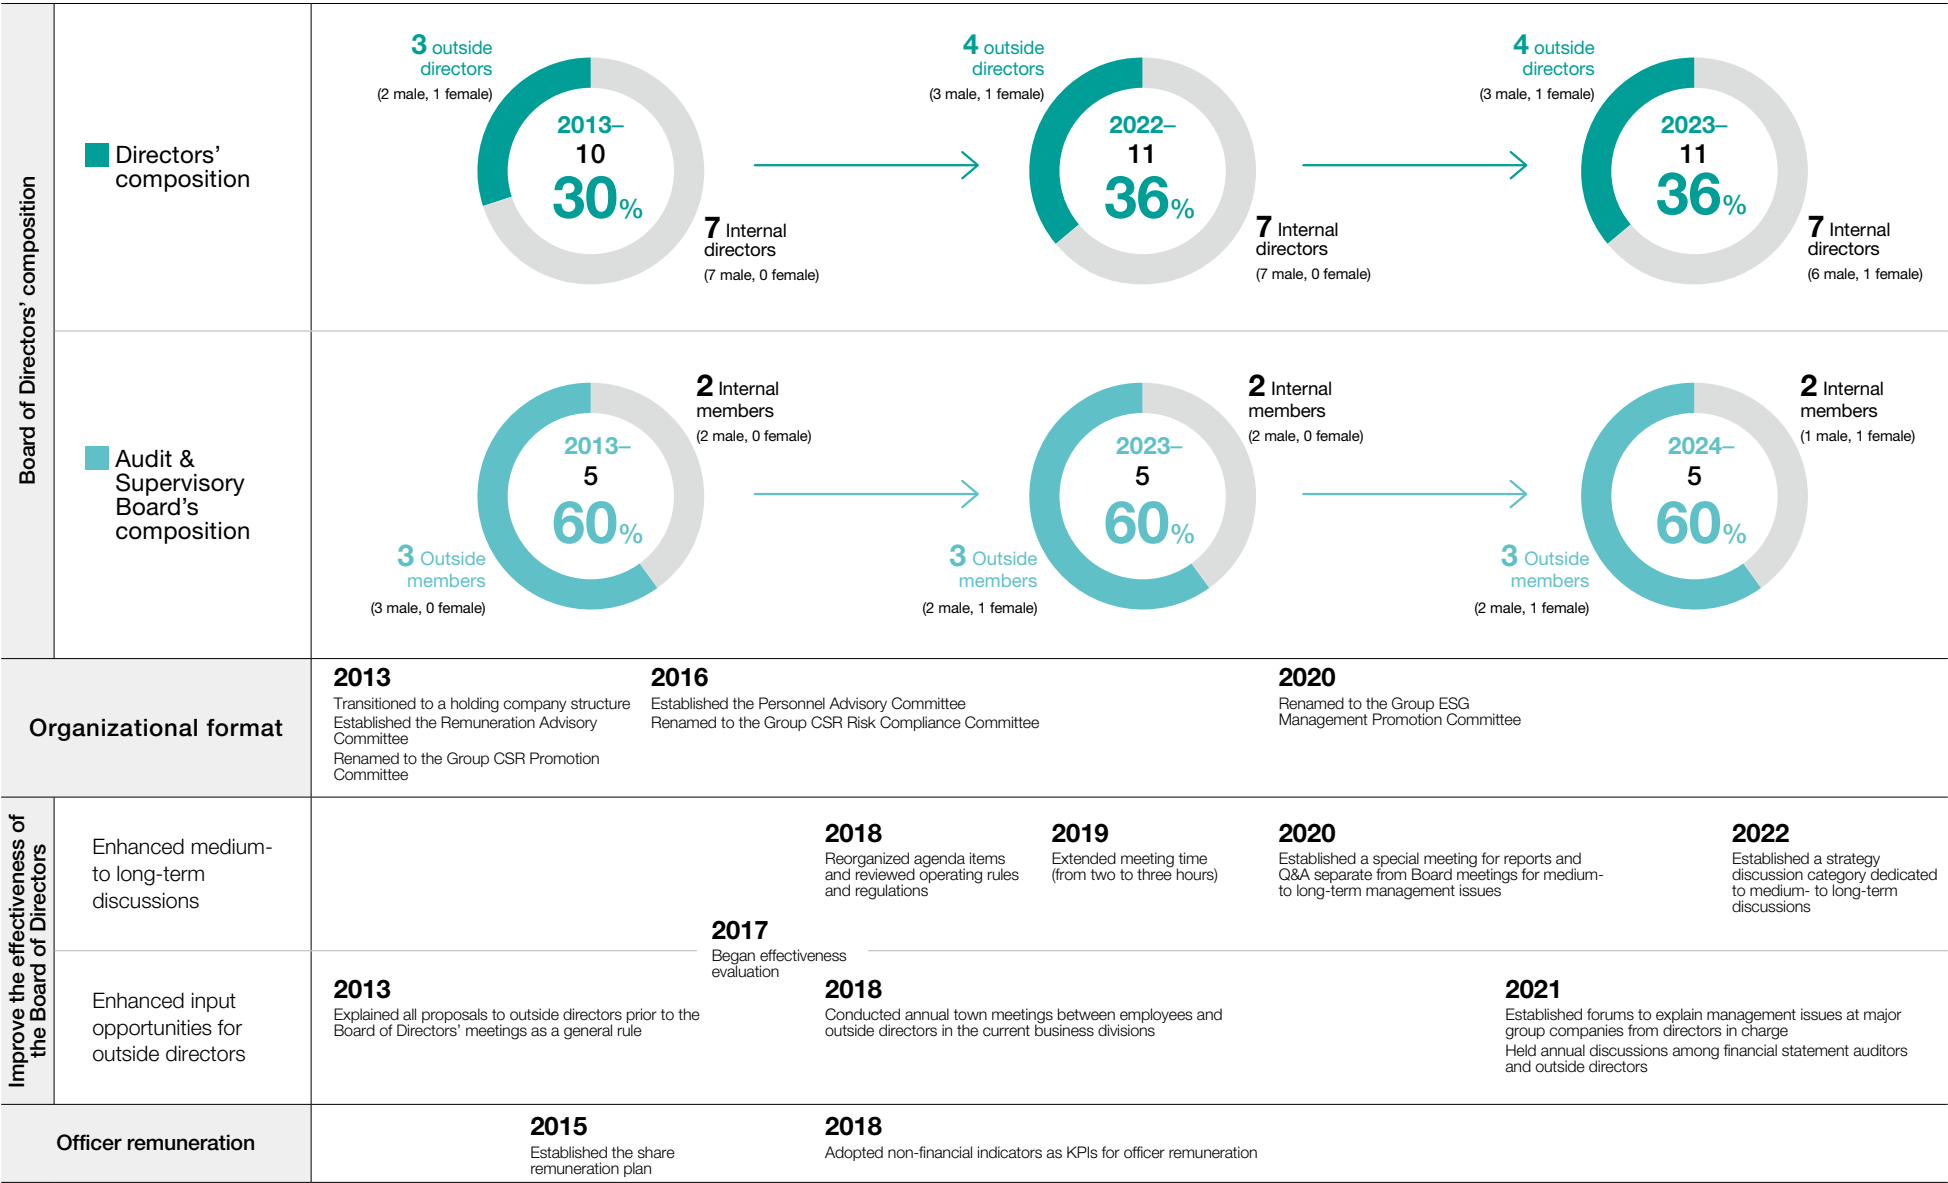 Board of Directors’ composition
Directors’
composition
3 outside
directors
(2 male, 1 female)
2013–
10
30%
7 Internal
directors
(7 male, 0 female)
4 outside
directors
(3 male, 1 female)
2022–
11
36%
7 Internal
directors
(7 male, 0 female)
4 outside
directors
(3 male, 1 female)
2023–
11
36%
7 Internal
directors
(6 male, 1 female)
Audit &
Supervisory
Board’s
composition
2 Internal
members
(2 male, 0 female)
2013–
5
60%
3 Outside
members
(3 male, 0 female)
2 Internal
members
(2 male, 0 female)
2023–
5
60%
3 Outside
members
(2 male, 1 female)
2 Internal
members
(1 male, 1 female)
2024–
5
60%
3 Outside
members
(2 male, 1 female)
Organizational format
2013
Transitioned to a holding company structure
Established the Remuneration Advisory
Committee
Renamed to the Group CSR Promotion
Committee
2016
Established the Personnel Advisory Committee
Renamed to the Group CSR Risk Compliance Committee
2020
Renamed to the Group ESG
Management Promotion Committee
Improve the effectiveness of
the Board of Directors
Enhanced medium-
to long-term
discussions
2018
Reorganized agenda items
and reviewed operating rules
and regulations
2019
Extended meeting time
(from two to three hours)
2020
Established a special meeting for reports and
Q&A separate from Board meetings for medium-
to long-term management issues
2022
Established a strategy
discussion category dedicated
to medium- to long-term
discussions
2017
Began effectiveness
evaluation
Enhanced input
opportunities for
outside directors
2013
Explained all proposals to outside directors prior to the
Board of Directors’ meetings as a general rule
2018
Conducted annual town meetings between employees and
outside directors in the current business divisions
2021
Established forums to explain management issues at major
group companies from directors in charge
Held annual discussions among financial statement auditors
and outside directors
Officer remuneration
2015
Established the share
remuneration plan
2018
Adopted non-financial indicators as KPIs for officer remuneration